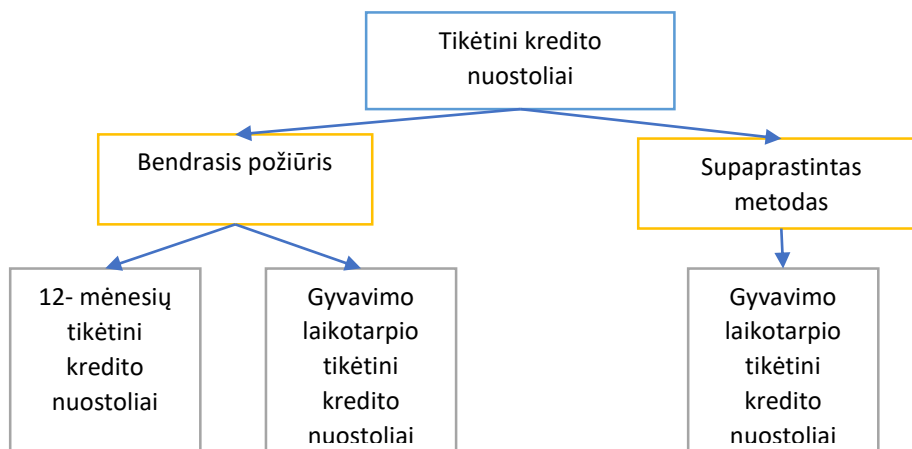 Tikėtini kredito
nuostoliai
Bendrasis požiūris
Supaprastintas
metodas
12- mėnesių
tikėtini
kredito
nuostoliai
Gyvavimo
laikotarpio
tikėtini
kredito
nuostoliai
Gyvavimo
laikotarpio
tikėtini
kredito
nuostoliai